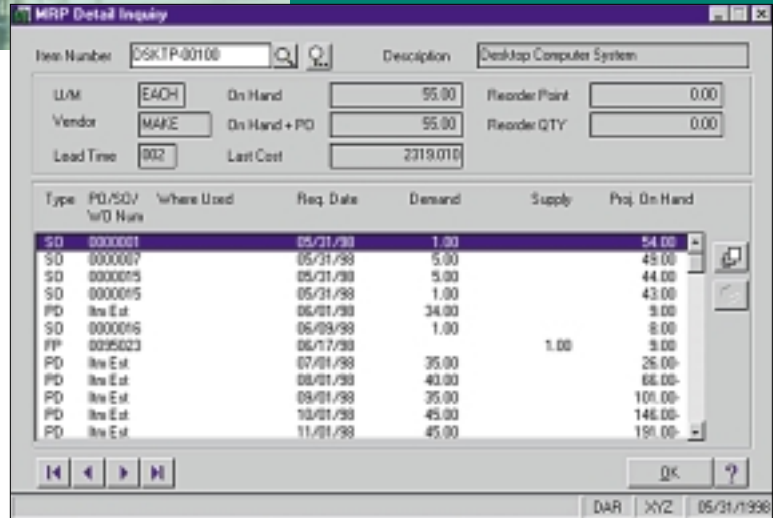 MRP Detail Inquiry
Item Number DSKTP-00100 Description Desktop Computer System
U/M EACH On Hand 55.00 Reorder Point 0.00
Vendor MAKE On Hand + PO 55.00 Reorder QTY 0.00
Lead Time 002 Last Cost 2319.010
Type PO/SO/ Where Used Req. Date Demand Supply Proj. On Hand
WO Num
SO 0000001 05/31/98 1.00 54.00
SO 0000007 05/31/98 5.00 49.00
SO 0000015 05/31/98 5.00 44.00
SO 0000015 05/31/98 1.00 43.00
PD Itm Est 06/01/98 34.00 9.00
SO 0000016 06/09/98 1.00 8.00
FP 0095023 06/17/98 1.00 9.00
PD Itm Est 07/01/98 35.00 26.00-
PD Itm Est 08/01/98 40.00 66.00-
PD Itm Est 09/01/98 35.00 101.00-
PD Itm Est 10/01/98 45.00 146.00-
PD Itm Est 11/01/98 45.00 191.00-
OK ?
DAR XYZ 05/31/1998